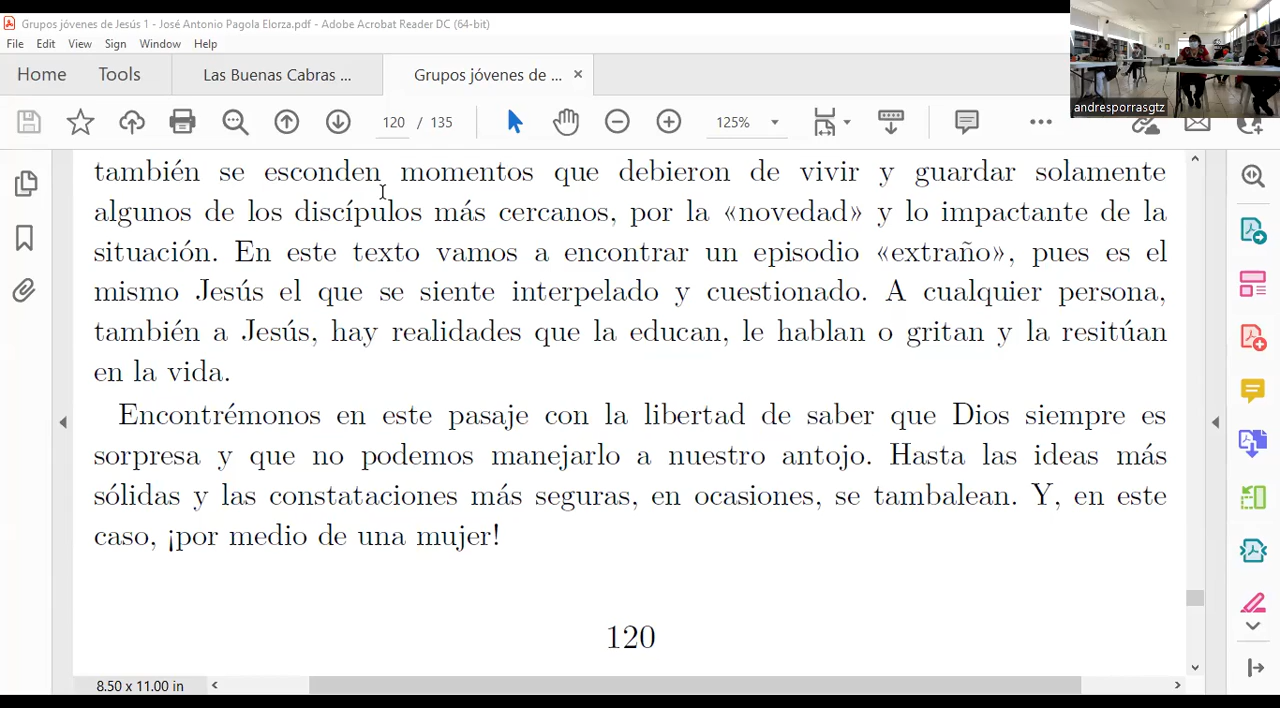 Grupos jóvenes de Jesús 1 - José Antonio Pagola Elorza.pdf - Adobe Acrobat Reader DC (64-bit)
File Edit View Sign Window Help
Home Tools Las Buenas Cabras ... Grupos jóvenes de ... ×
120 / 135 125%
andresporrasgtz
también se esconden momentos que debieron de vivir y guardar solamente
algunos de los discípulos más cercanos, por la «novedad» y lo impactante de la
situación. En este texto vamos a encontrar un episodio «extraño», pues es el
mismo Jesús el que se siente interpelado y cuestionado. A cualquier persona,
también a Jesús, hay realidades que la educan, le hablan o gritan y la resitúan
en la vida.
Encontrémonos en este pasaje con la libertad de saber que Dios siempre es
sorpresa y que no podemos manejarlo a nuestro antojo. Hasta las ideas más
sólidas y las constataciones más seguras, en ocasiones, se tambalean. Y, en este
caso, ¡por medio de una mujer!
120
8.50 x 11.00 in